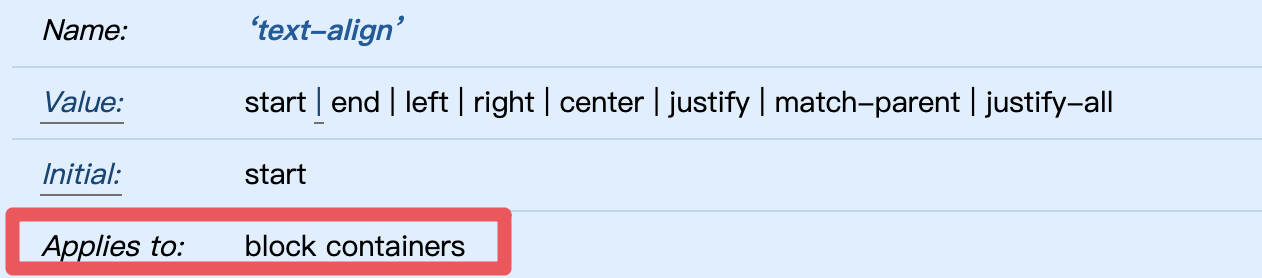 Name: ‘text-align’
Value: start | end | left | right | center | justify | match-parent | justify-all
Initial: start
Applies to: block containers